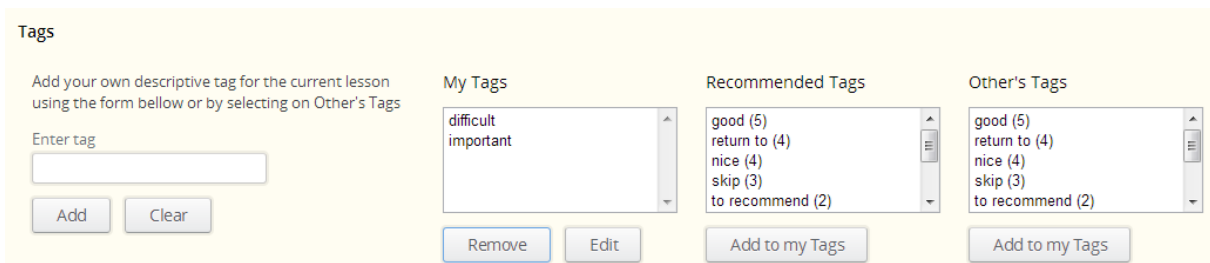 Tags
Add your own descriptive tag for the current lesson
using the form bellow or by selecting on Other's Tags
Enter tag
Add
Clear
My Tags
difficult
important
Remove
Edit
Recommended Tags
good (5)
return to (4)
nice (4)
skip (3)
to recommend (2)
Add to my Tags
Other's Tags
good (5)
return to (4)
nice (4)
skip (3)
to recommend (2)
Add to my Tags